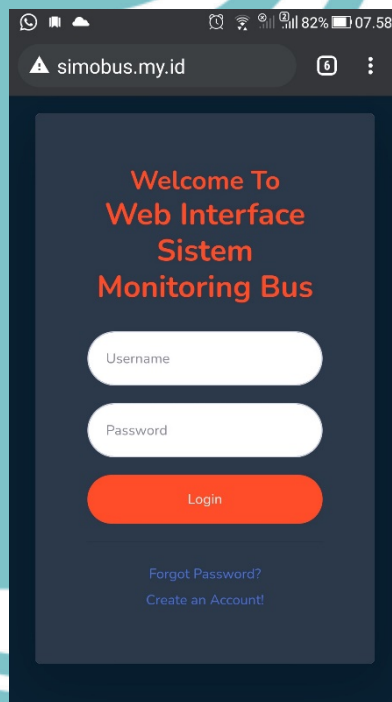 82% 07.58
simobus.my.id 6
Welcome To
Web Interface
Sistem
Monitoring Bus
Username
Password
Login
Forgot Password?
Create an Account!